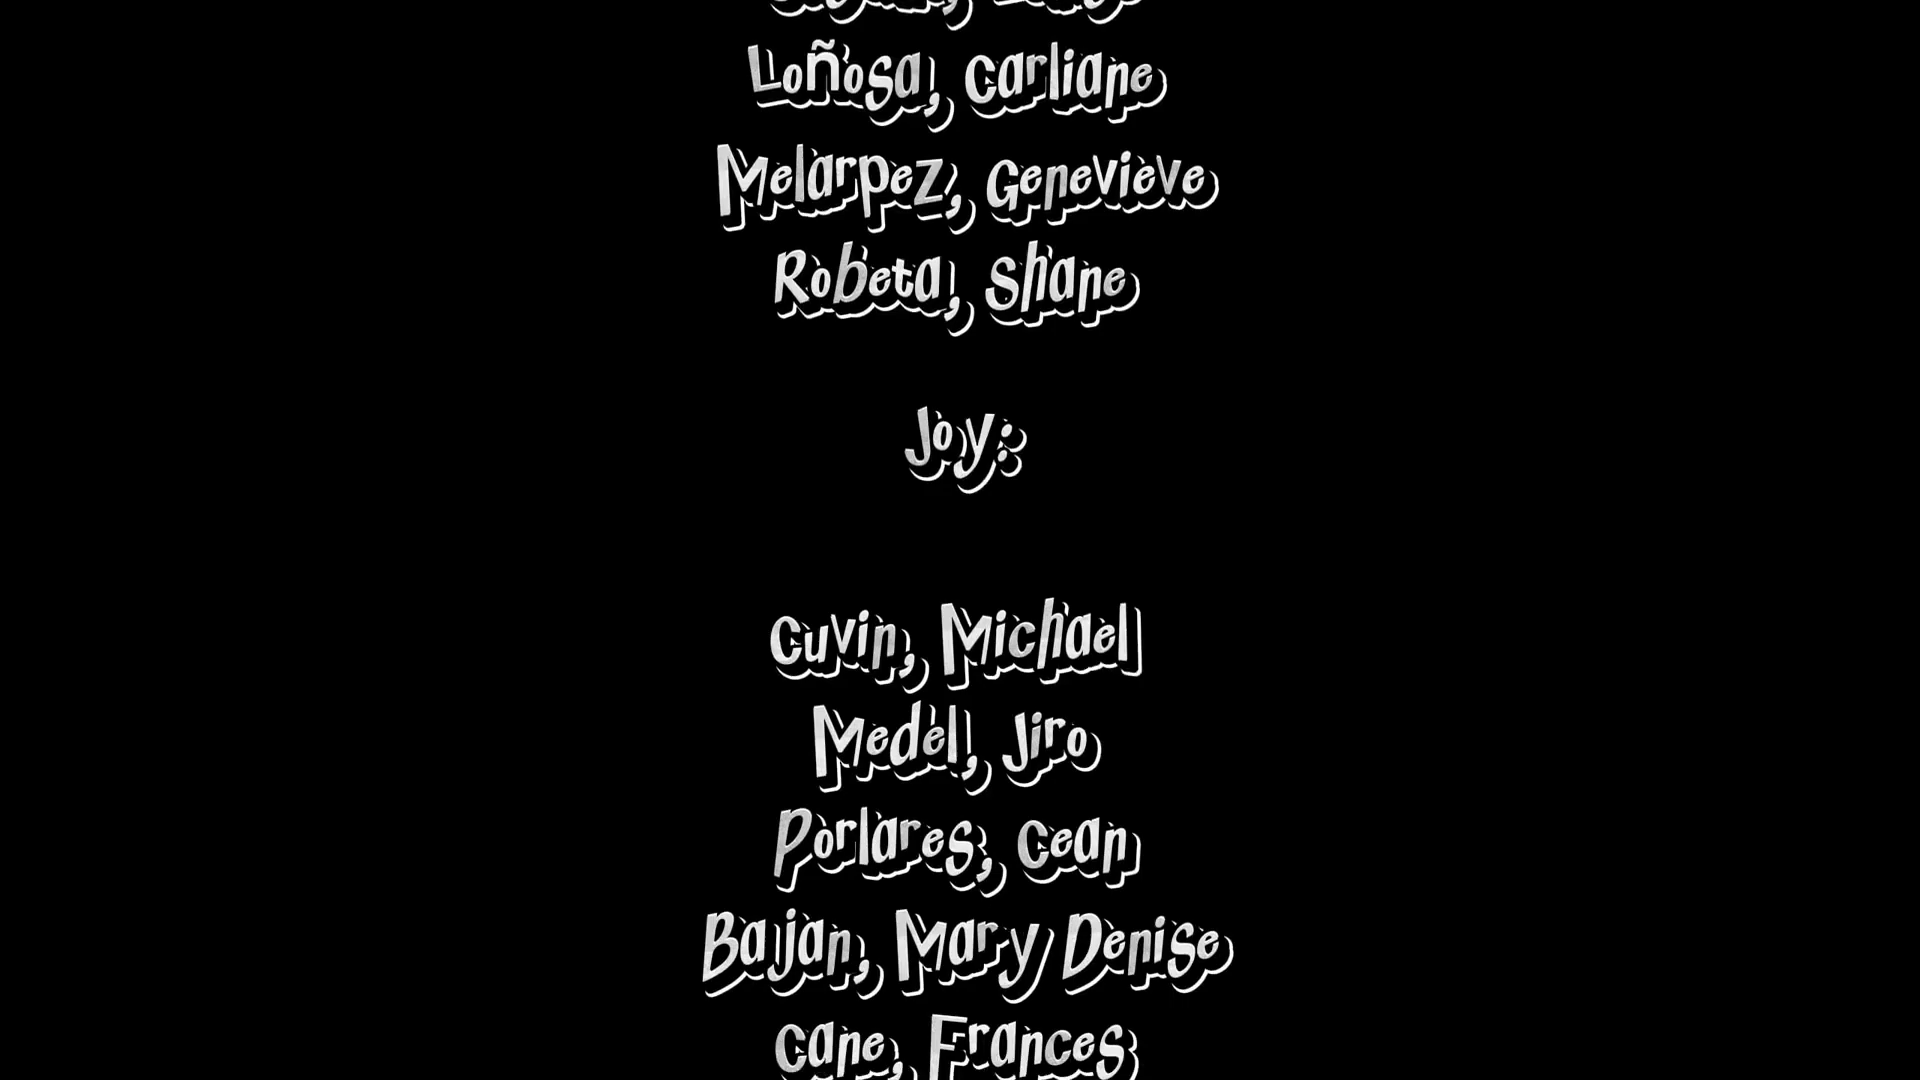 Loñosa, Carliane
Melarpez, Genevieve
Robeta, Shane
Joy:
Cuvin, Michael
Medel, Jiro
Porlares, Cean
Bajan, Mary Denise
Cane, Frances